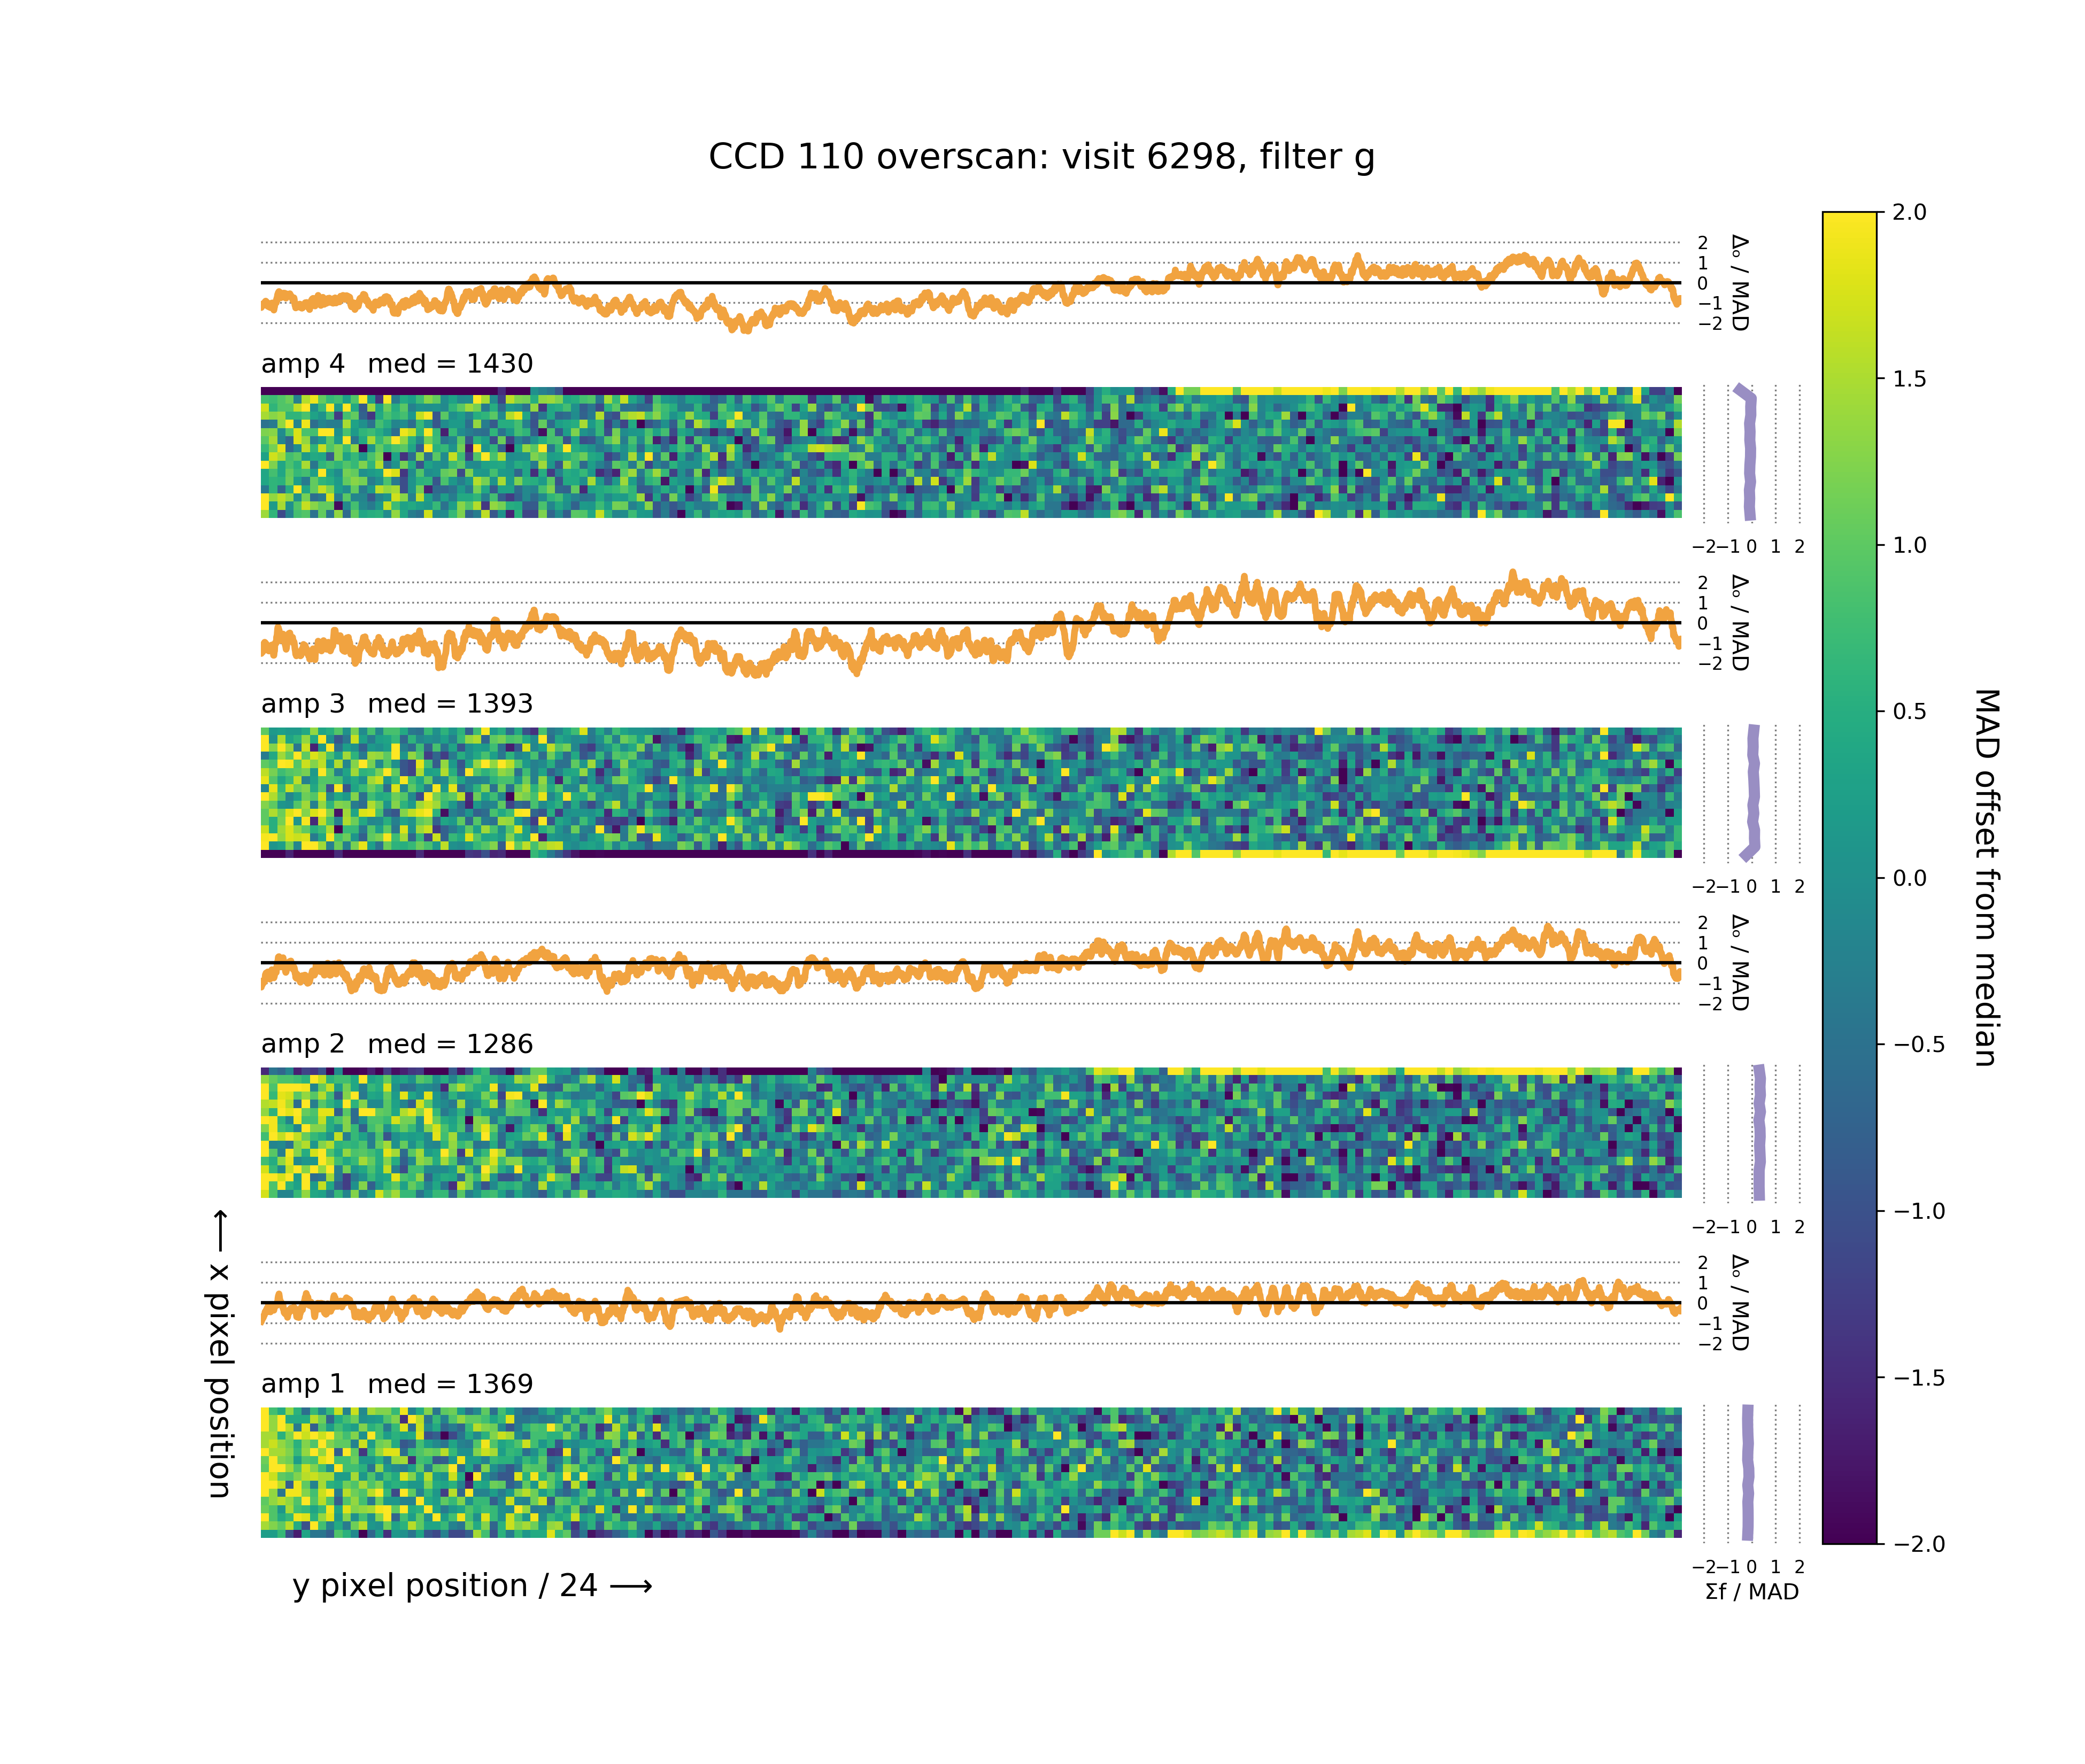 CCD 110 overscan: visit 6298, filter g
2
1
0
−1
−2
Δₒ / MAD
amp 4 med = 1430
−2 −1 0 1 2
2
1
0
−1
−2
Δₒ / MAD
amp 3 med = 1393
−2 −1 0 1 2
2
1
0
−1
−2
Δₒ / MAD
amp 2 med = 1286
−2 −1 0 1 2
2
1
0
−1
−2
Δₒ / MAD
amp 1 med = 1369
−2 −1 0 1 2
Σf / MAD
⟵ x pixel position
y pixel position / 24 ⟶
2.0
1.5
1.0
0.5
0.0
−0.5
−1.0
−1.5
−2.0
MAD offset from median